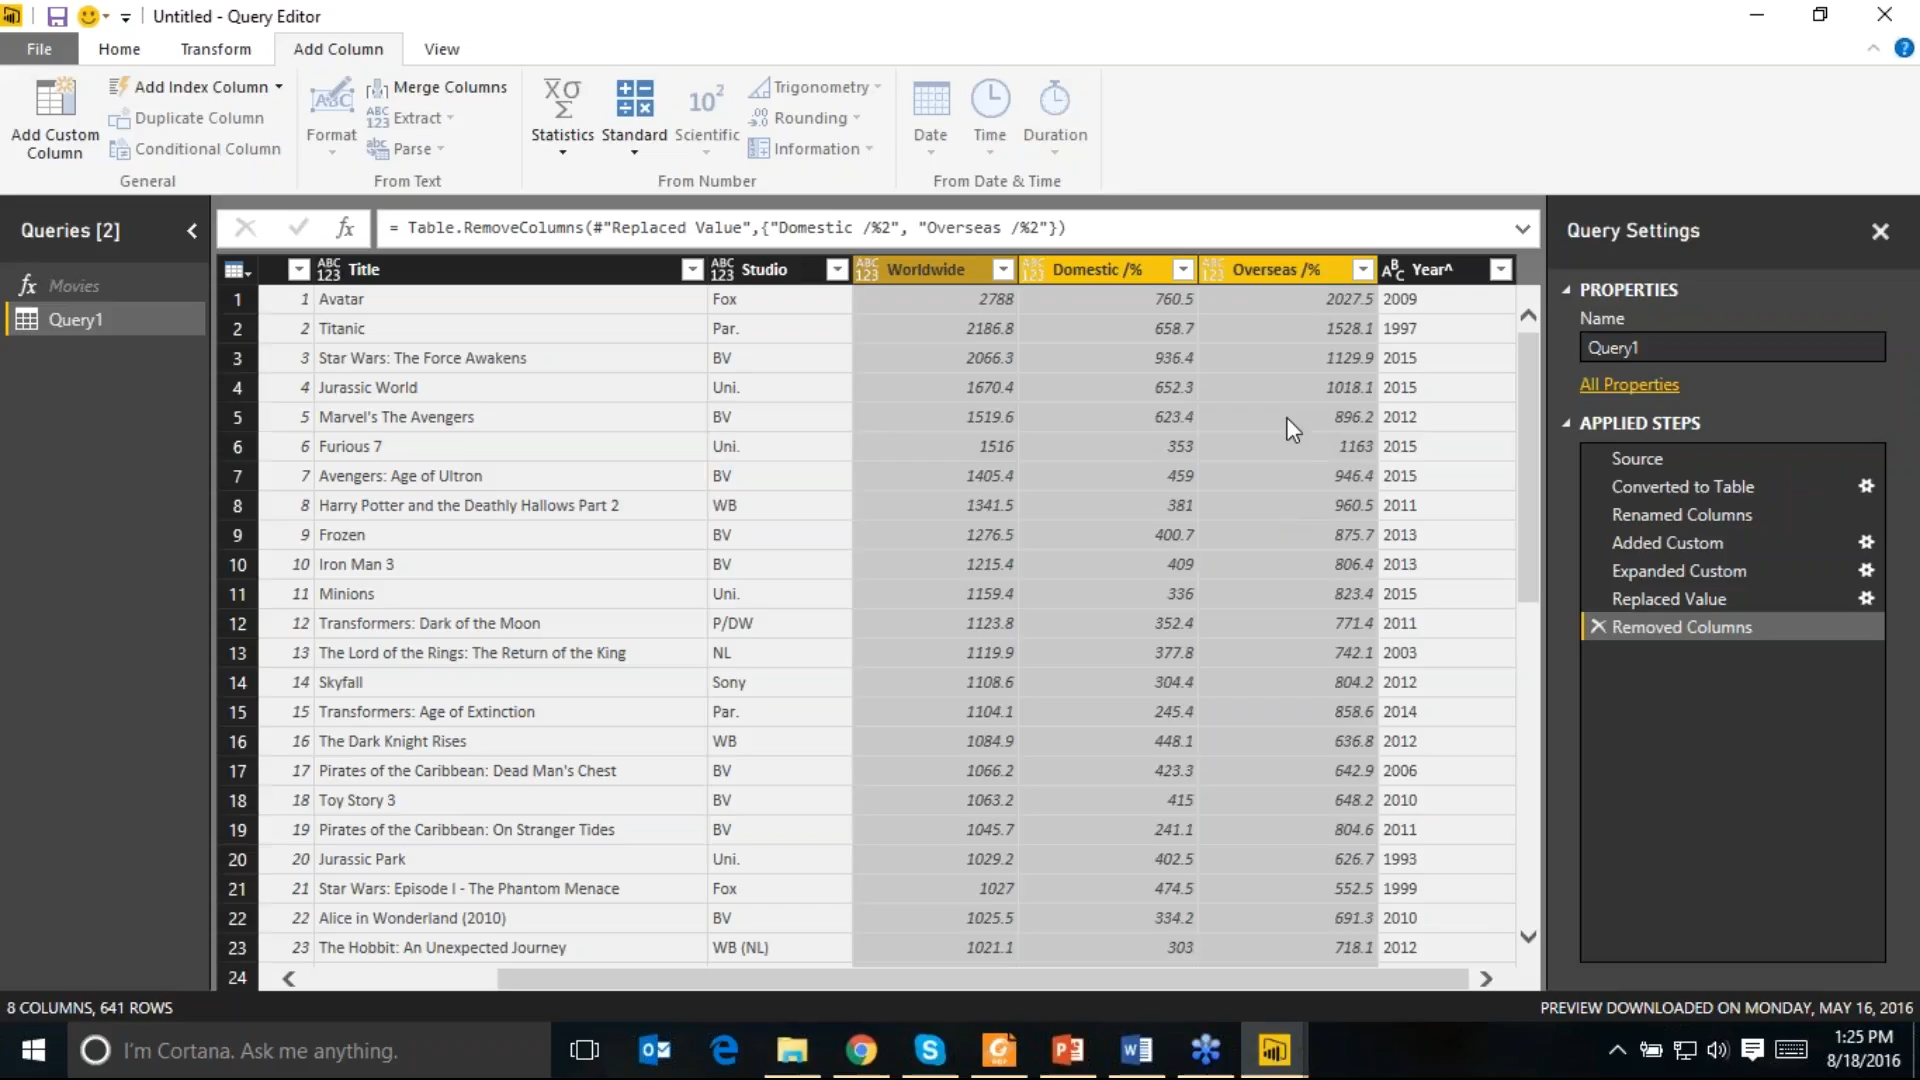 Untitled - Query Editor
File Home Transform Add Column View
Add Custom Column
Add Index Column
Duplicate Column
Conditional Column
General
Format
Merge Columns
Extract
Parse
From Text
Statistics
Standard
Scientific
Trigonometry
Rounding
Information
From Number
Date
Time
Duration
From Date & Time
Queries [2]
Movies
Query1
= Table.RemoveColumns(#"Replaced Value",{"Domestic /%2", "Overseas /%2"})
Title Studio Worldwide Domestic /% Overseas /% Year^
1 1 Avatar Fox 2788 760.5 2027.5 2009
2 2 Titanic Par. 2186.8 658.7 1528.1 1997
3 3 Star Wars: The Force Awakens BV 2066.3 936.4 1129.9 2015
4 4 Jurassic World Uni. 1670.4 652.3 1018.1 2015
5 5 Marvel's The Avengers BV 1519.6 623.4 896.2 2012
6 6 Furious 7 Uni. 1516 353 1163 2015
7 7 Avengers: Age of Ultron BV 1405.4 459 946.4 2015
8 8 Harry Potter and the Deathly Hallows Part 2 WB 1341.5 381 960.5 2011
9 9 Frozen BV 1276.5 400.7 875.7 2013
10 10 Iron Man 3 BV 1215.4 409 806.4 2013
11 11 Minions Uni. 1159.4 336 823.4 2015
12 12 Transformers: Dark of the Moon P/DW 1123.8 352.4 771.4 2011
13 13 The Lord of the Rings: The Return of the King NL 1119.9 377.8 742.1 2003
14 14 Skyfall Sony 1108.6 304.4 804.2 2012
15 15 Transformers: Age of Extinction Par. 1104.1 245.4 858.6 2014
16 16 The Dark Knight Rises WB 1084.9 448.1 636.8 2012
17 17 Pirates of the Caribbean: Dead Man's Chest BV 1066.2 423.3 642.9 2006
18 18 Toy Story 3 BV 1063.2 415 648.2 2010
19 19 Pirates of the Caribbean: On Stranger Tides BV 1045.7 241.1 804.6 2011
20 20 Jurassic Park Uni. 1029.2 402.5 626.7 1993
21 21 Star Wars: Episode I - The Phantom Menace Fox 1027 474.5 552.5 1999
22 22 Alice in Wonderland (2010) BV 1025.5 334.2 691.3 2010
23 23 The Hobbit: An Unexpected Journey WB (NL) 1021.1 303 718.1 2012
24
Query Settings
PROPERTIES
Name
Query1
All Properties
APPLIED STEPS
Source
Converted to Table
Renamed Columns
Added Custom
Expanded Custom
Replaced Value
Removed Columns
8 COLUMNS, 641 ROWS
PREVIEW DOWNLOADED ON MONDAY, MAY 16, 2016
I'm Cortana. Ask me anything.
1:25 PM
8/18/2016